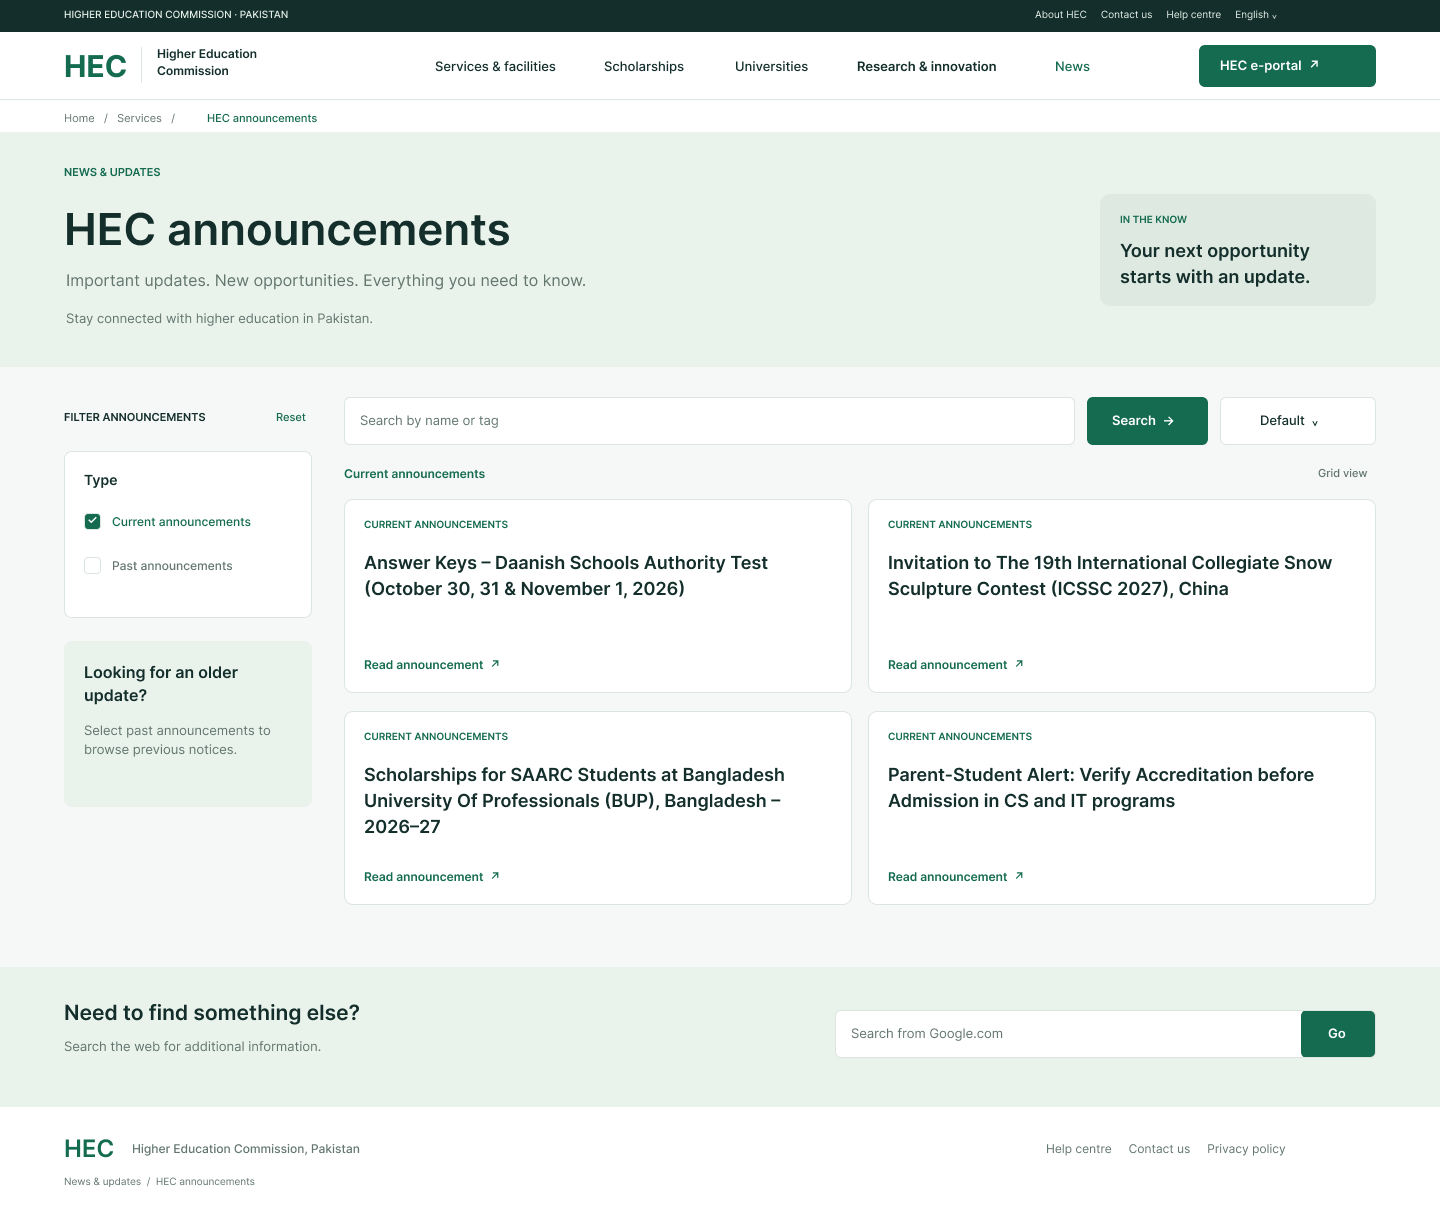 HIGHER EDUCATION COMMISSION · PAKISTAN
About HEC Contact us Help centre English
HEC
Higher Education
Commission
Services & facilities Scholarships Universities Research & innovation News
HEC e-portal ↗
Home / Services / HEC announcements
NEWS & UPDATES
HEC announcements
Important updates. New opportunities. Everything you need to know.
Stay connected with higher education in Pakistan.
IN THE KNOW
Your next opportunity
starts with an update.
FILTER ANNOUNCEMENTS Reset
Type
Current announcements
Past announcements
Looking for an older
update?
Select past announcements to
browse previous notices.
Search by name or tag
Search →
Default
Current announcements
Grid view
CURRENT ANNOUNCEMENTS
Answer Keys – Daanish Schools Authority Test
(October 30, 31 & November 1, 2026)
Read announcement ↗
CURRENT ANNOUNCEMENTS
Invitation to The 19th International Collegiate Snow
Sculpture Contest (ICSSC 2027), China
Read announcement ↗
CURRENT ANNOUNCEMENTS
Scholarships for SAARC Students at Bangladesh
University Of Professionals (BUP), Bangladesh –
2026–27
Read announcement ↗
CURRENT ANNOUNCEMENTS
Parent-Student Alert: Verify Accreditation before
Admission in CS and IT programs
Read announcement ↗
Need to find something else?
Search the web for additional information.
Search from Google.com
Go
HEC Higher Education Commission, Pakistan
Help centre Contact us Privacy policy
News & updates / HEC announcements